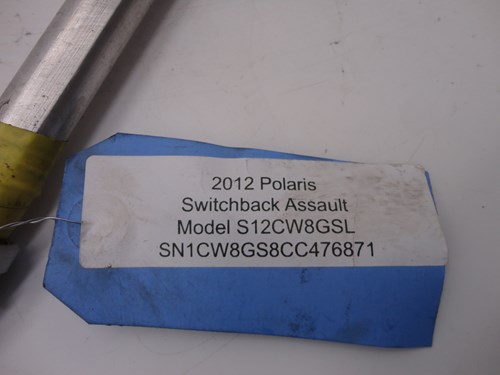 2012 Polaris
Switchback Assault
Model S12CW8GSL
SN1CW8GS8CC476871